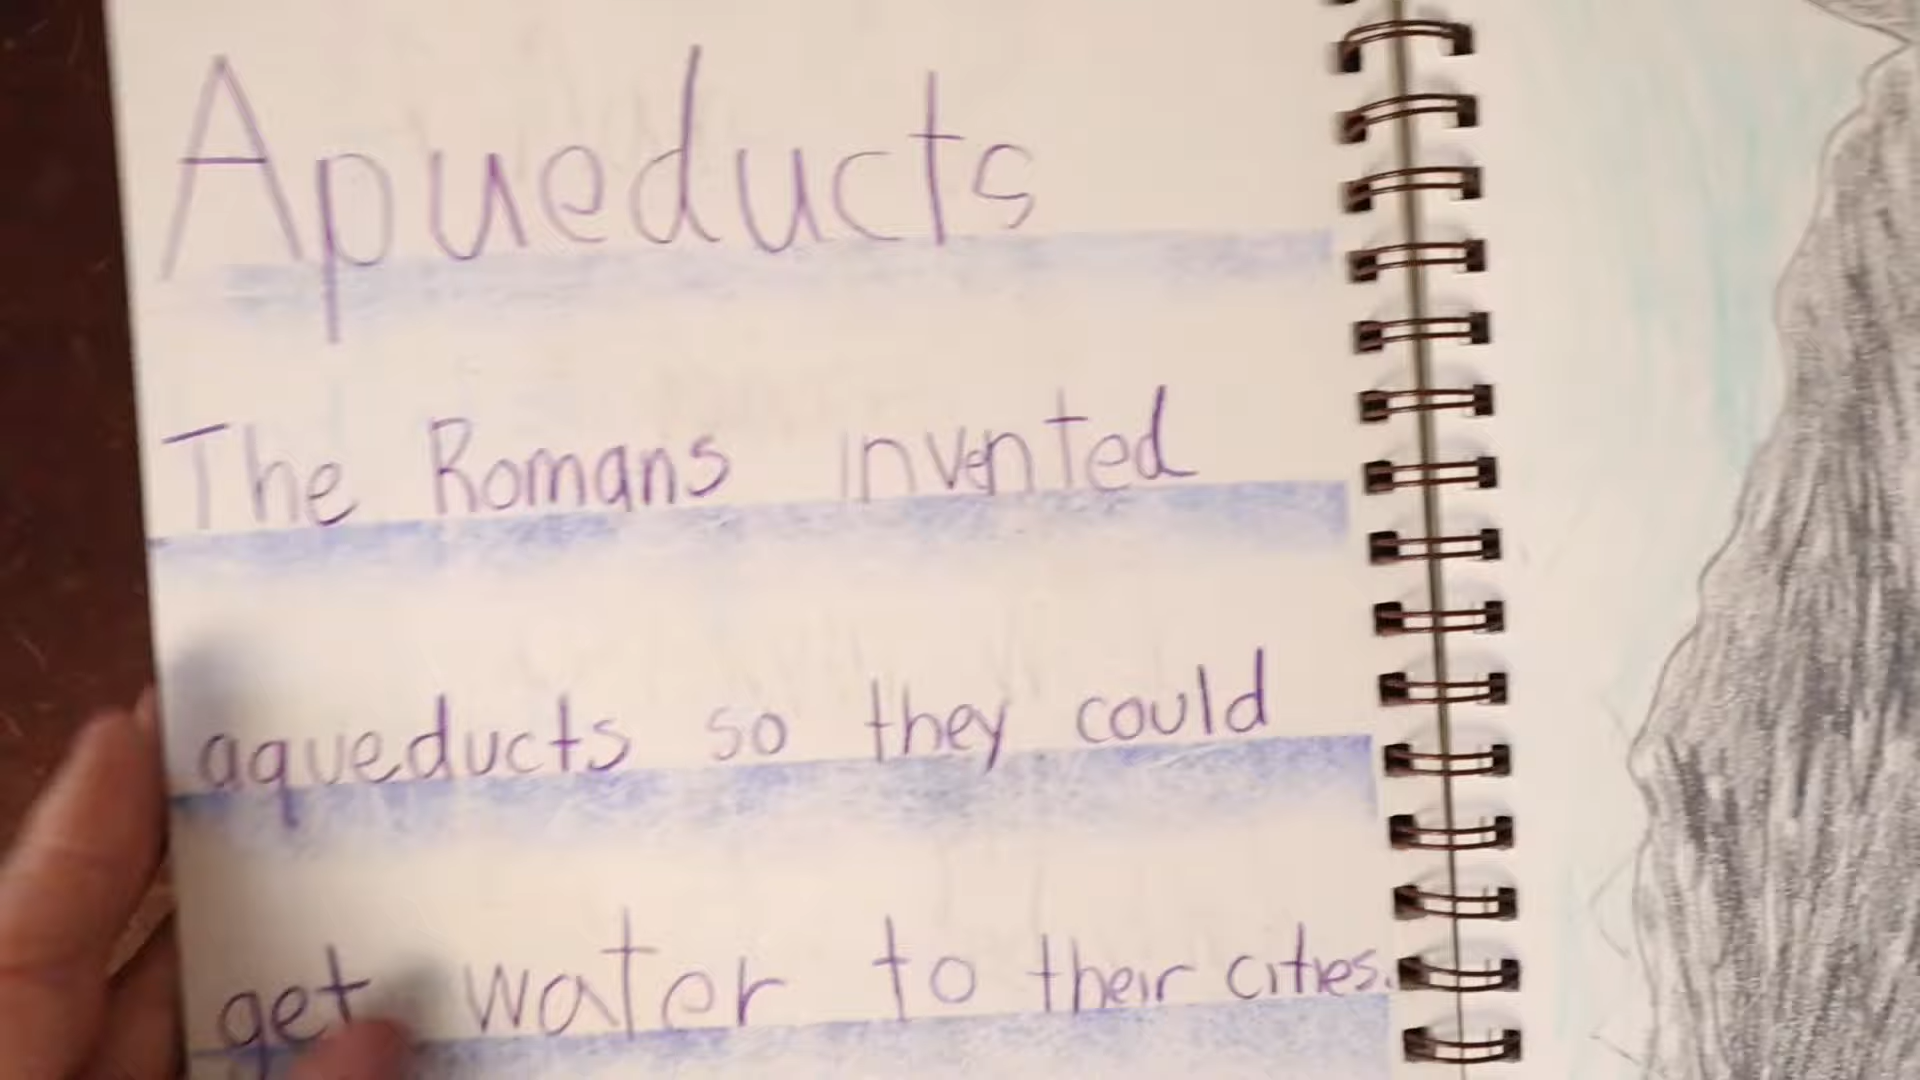 Apueducts
The Romans invented
aqueducts so they could
get water to their cities.